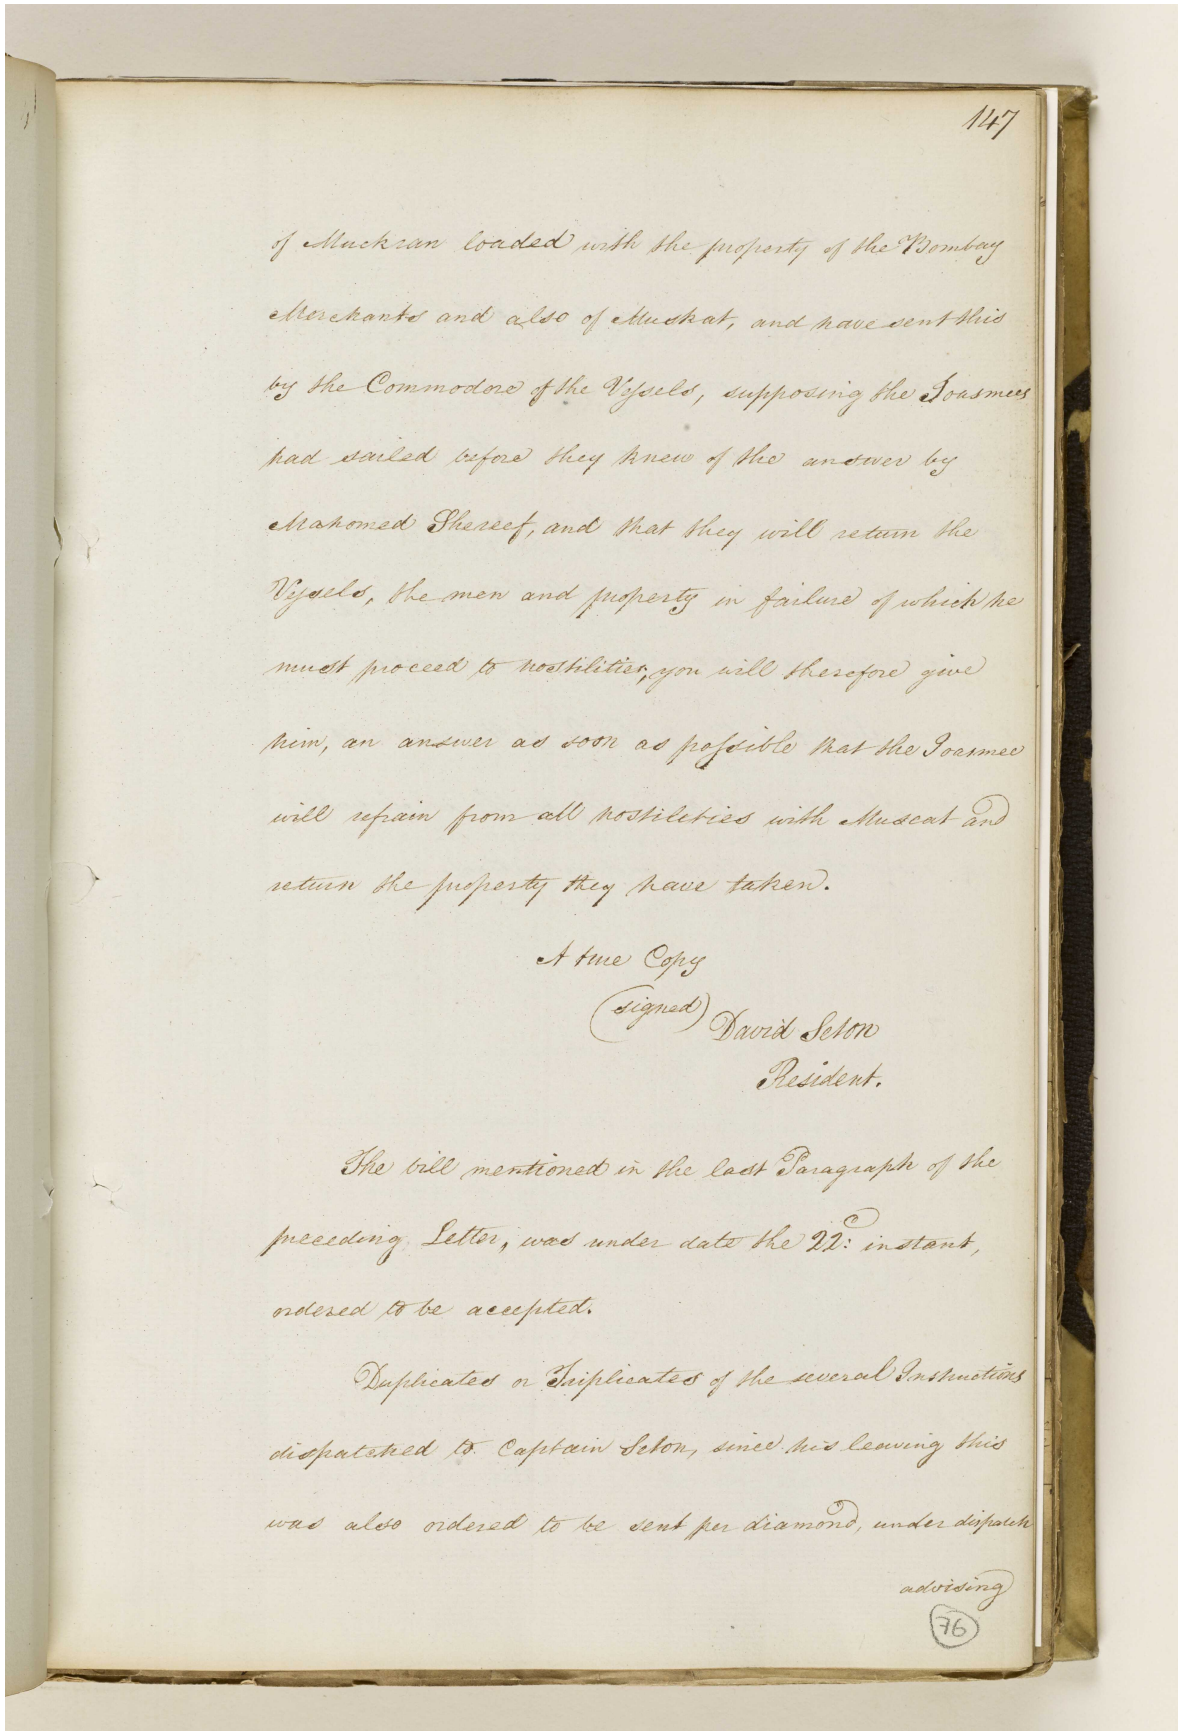 147
of Muckran loaded with the property of the Bombay
Merchants and also of Muskat, and have sent this
by the Commodore of the Vessels, supposing the Joasmees
had sailed before they knew of the answer by
Mahomed Shereef, and that they will return the
Vessels, the men and property in failure of which he
must proceed to hostilities, you will therefore give
him, an answer as soon as possible that the Joasmee
will refrain from all hostileties with Muscat and
return the property they have taken.
A true Copy
(signed) David Seton
Resident.
The bill mentioned in the last Paragraph of the
preceding Letter, was under date the 22:d instant,
ordered to be accepted.
Duplicates or Triplicates of the several Instructions
dispatched to Captain Seton, since his leaving this
was also ordered to be sent per diamond, under dispatch
advising
76